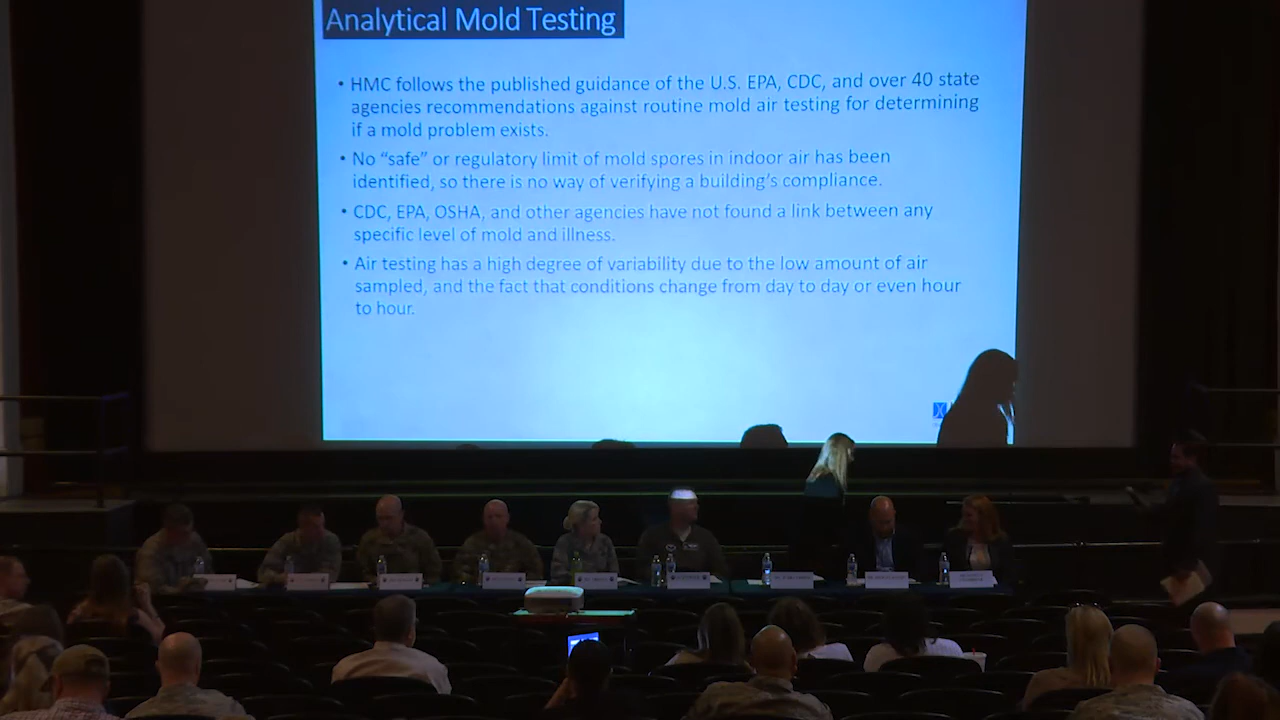 Analytical Mold Testing
• HMC follows the published guidance of the U.S. EPA, CDC, and over 40 state
agencies recommendations against routine mold air testing for determining
if a mold problem exists.
• No “safe” or regulatory limit of mold spores in indoor air has been
identified, so there is no way of verifying a building’s compliance.
• CDC, EPA, OSHA, and other agencies have not found a link between any
specific level of mold and illness.
• Air testing has a high degree of variability due to the low amount of air
sampled, and the fact that conditions change from day to day or even hour
to hour.